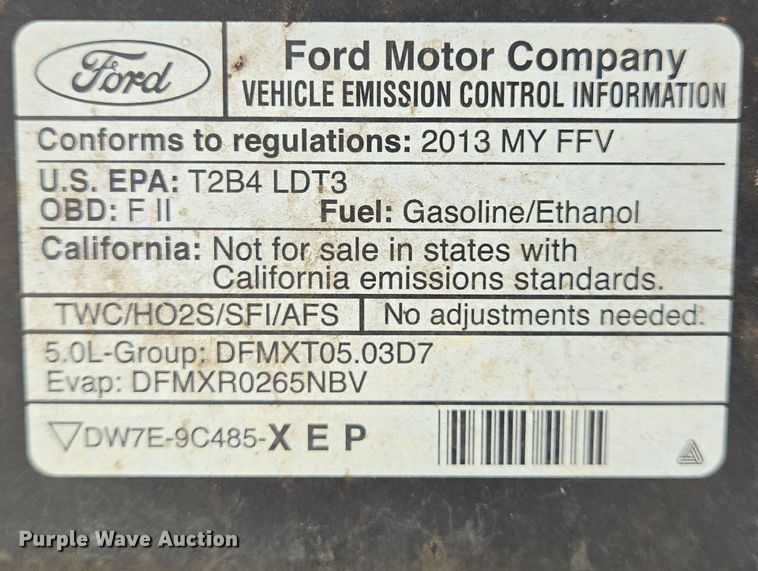 Ford
Ford Motor Company
VEHICLE EMISSION CONTROL INFORMATION
Conforms to regulations: 2013 MY FFV
U.S. EPA: T2B4 LDT3
OBD: F II Fuel: Gasoline/Ethanol
California: Not for sale in states with
California emissions standards.
TWC/HO2S/SFI/AFS No adjustments needed.
5.0L-Group: DFMXT05.03D7
Evap: DFMXR0265NBV
▽DW7E-9C485-X E P
Purple Wave Auction